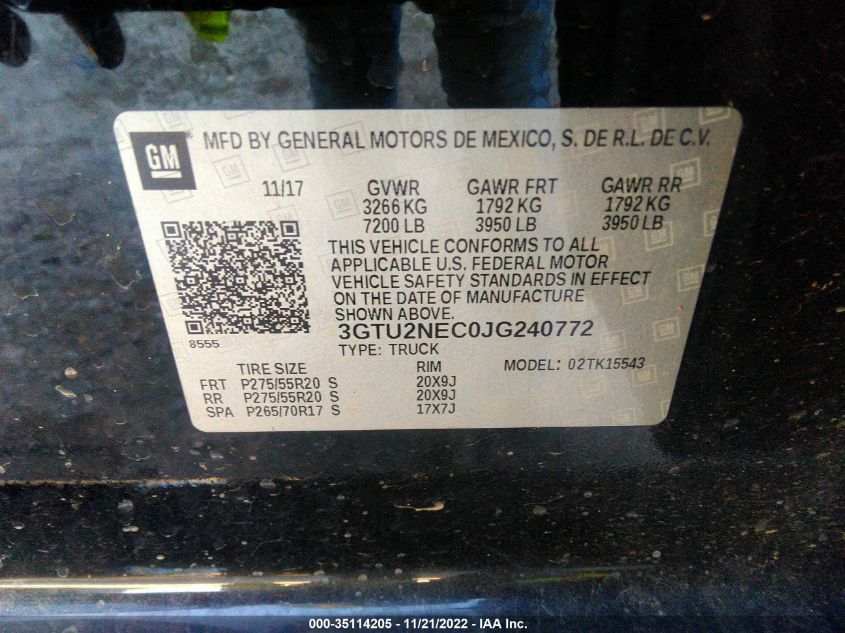 GM ® MFD BY GENERAL MOTORS DE MEXICO, S. DE R.L. DE C.V.
11/17 GVWR GAWR FRT GAWR RR
3266 KG 1792 KG 1792 KG
7200 LB 3950 LB 3950 LB
THIS VEHICLE CONFORMS TO ALL
APPLICABLE U.S. FEDERAL MOTOR
VEHICLE SAFETY STANDARDS IN EFFECT
ON THE DATE OF MANUFACTURE
SHOWN ABOVE.
8555 3GTU2NEC0JG240772
TYPE: TRUCK
TIRE SIZE RIM MODEL: 02TK15543
FRT P275/55R20 S 20X9J
RR P275/55R20 S 20X9J
SPA P265/70R17 S 17X7J
000-35114205 - 11/21/2022 - IAA Inc.